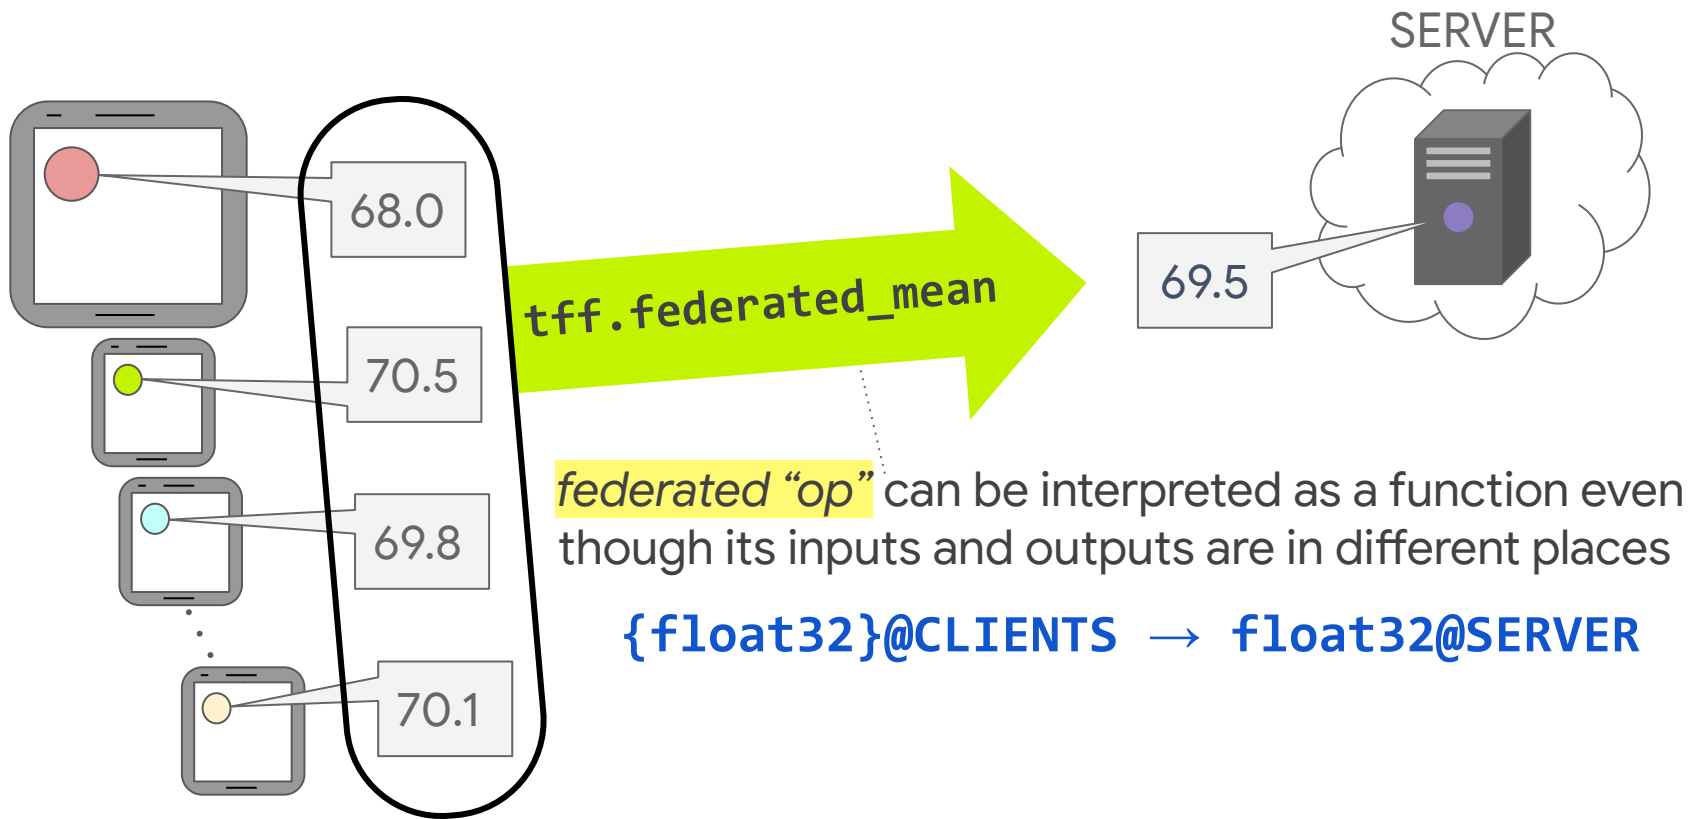 SERVER
68.0
70.5
69.8
70.1
tff.federated_mean
69.5
federated “op” can be interpreted as a function even
though its inputs and outputs are in different places
{float32}@CLIENTS → float32@SERVER